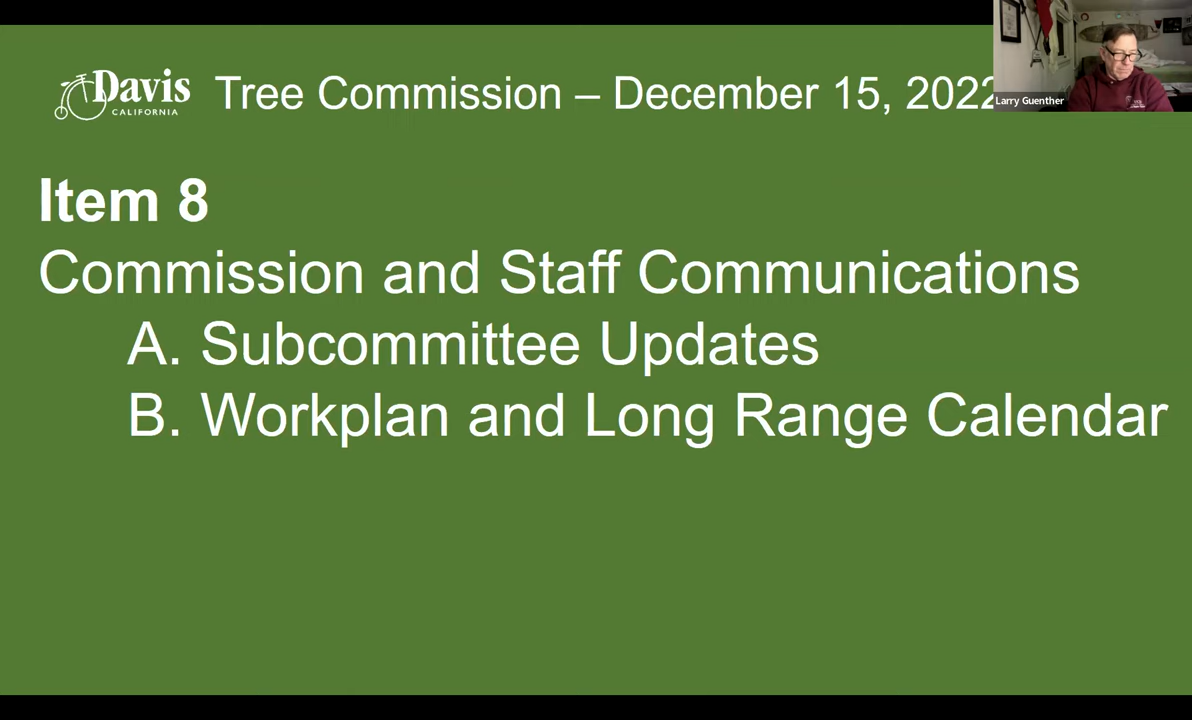 Davis
CALIFORNIA
Tree Commission – December 15, 2022
Larry Guenther
Item 8
Commission and Staff Communications
A. Subcommittee Updates
B. Workplan and Long Range Calendar